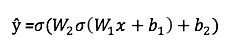 ŷ =σ(W₂σ(W₁x + b₁) + b₂)